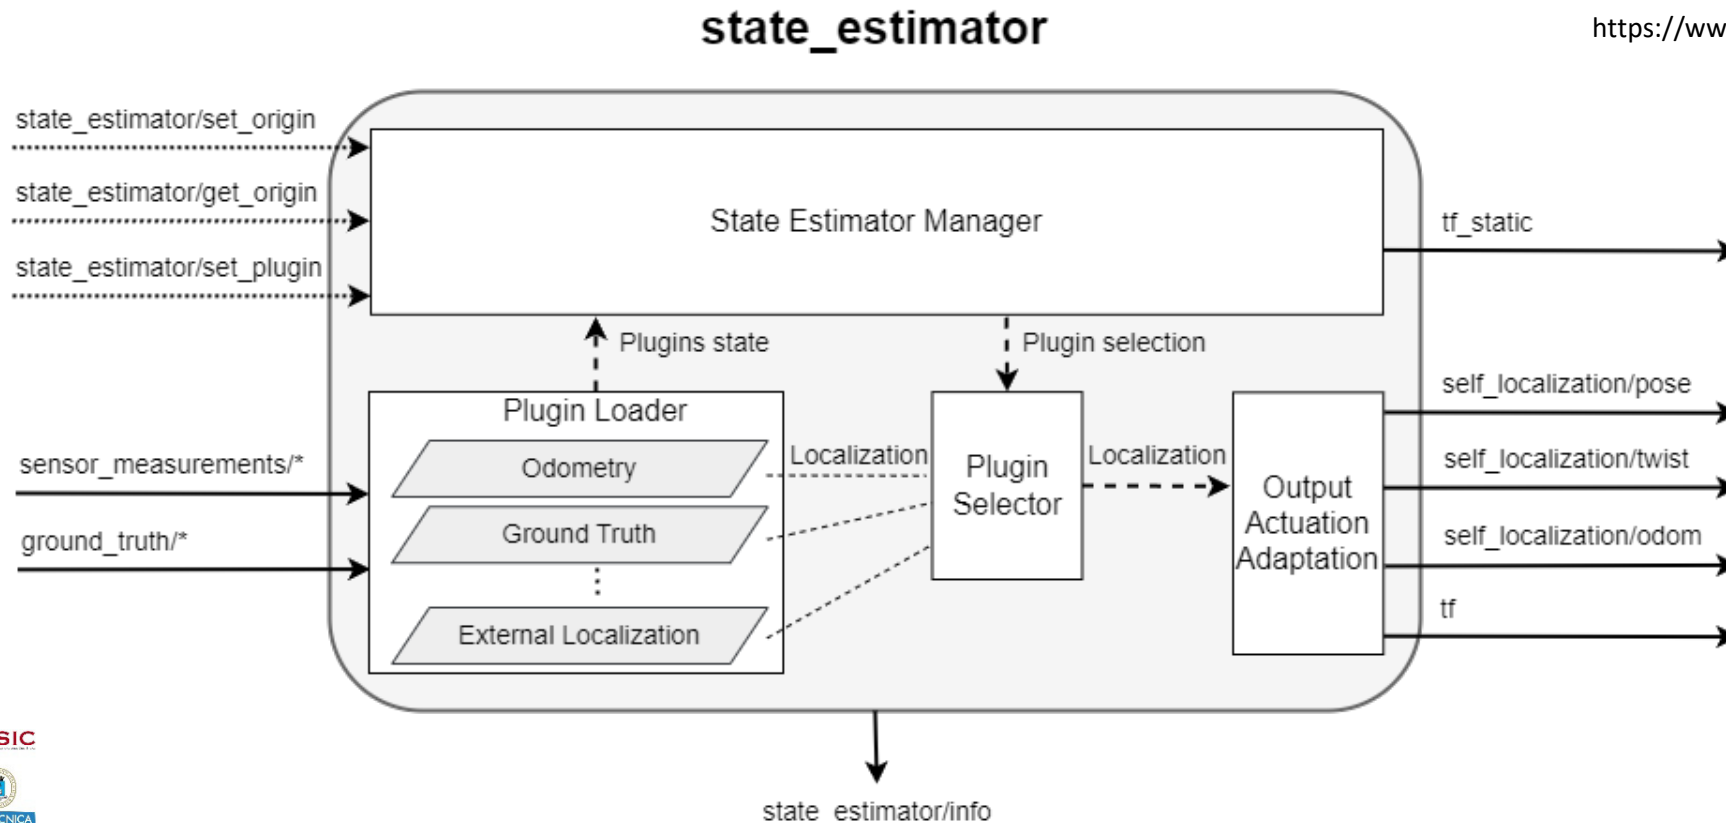 state_estimator
https://ww
state_estimator/set_origin
state_estimator/get_origin
state_estimator/set_plugin
State Estimator Manager
tf_static
Plugins state
Plugin selection
Plugin Loader
Odometry
Ground Truth
External Localization
sensor_measurements/*
ground_truth/*
Localization
Plugin
Selector
Localization
Output
Actuation
Adaptation
self_localization/pose
self_localization/twist
self_localization/odom
tf
state_estimator/info
SIC
CNICA